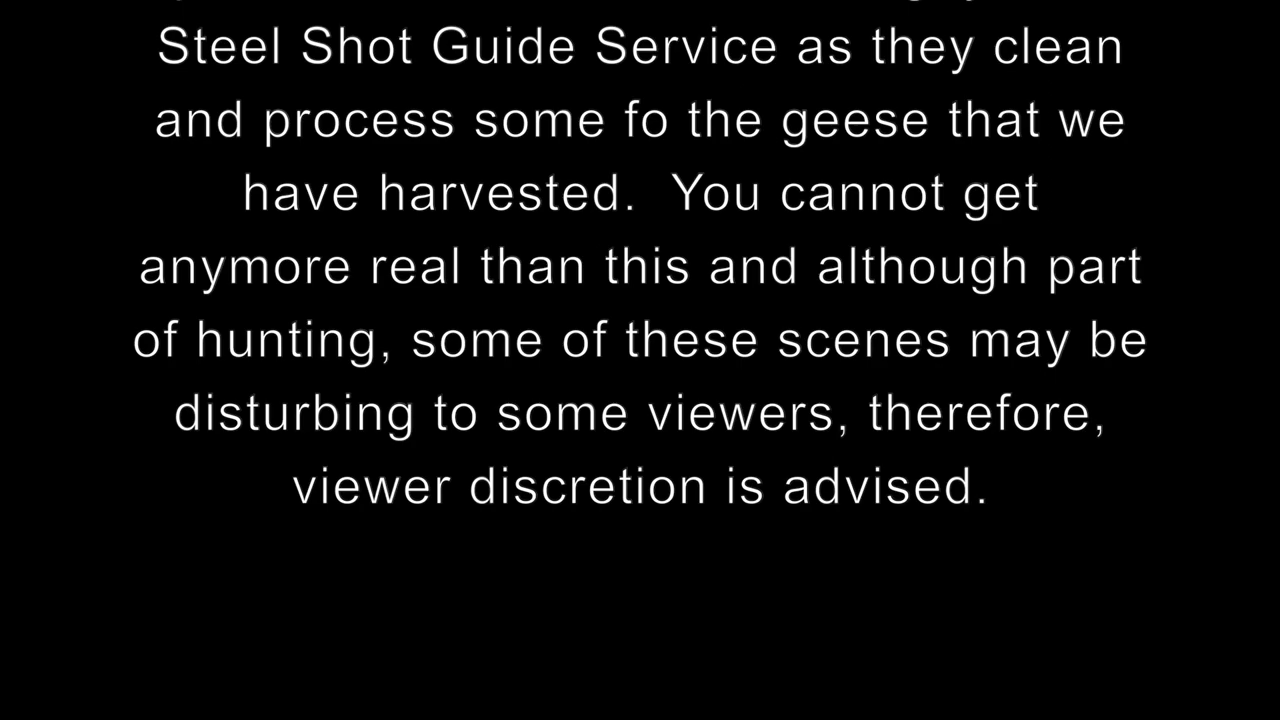 Steel Shot Guide Service as they clean
and process some fo the geese that we
have harvested.  You cannot get
anymore real than this and although part
of hunting, some of these scenes may be
disturbing to some viewers, therefore,
viewer discretion is advised.